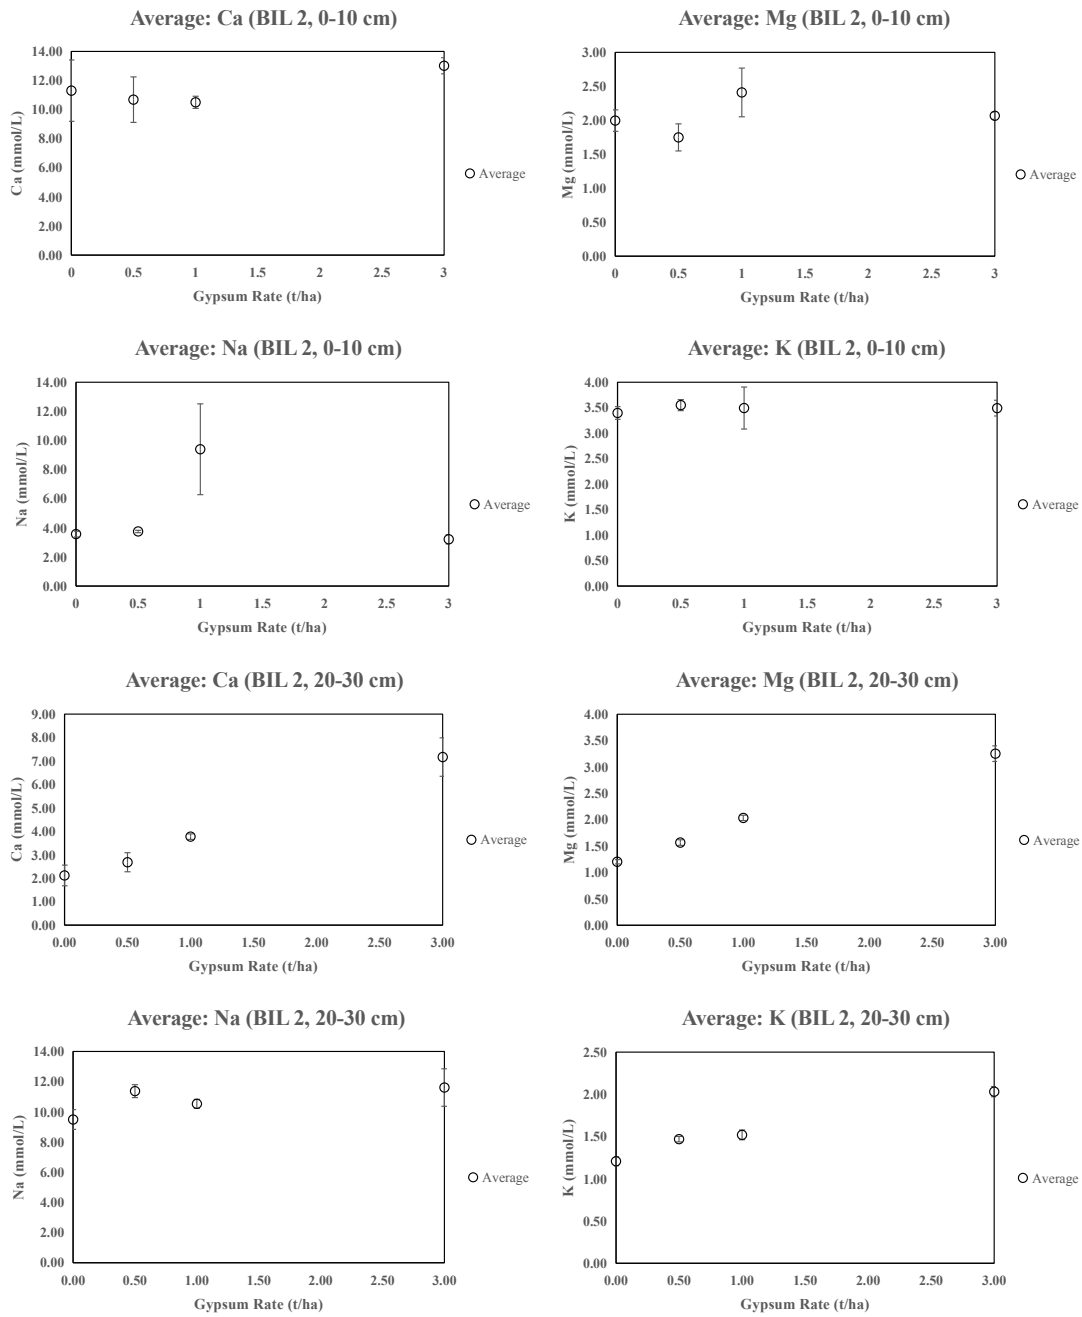 Average: Ca (BIL 2, 0-10 cm)
14.00
12.00
10.00
8.00
6.00
4.00
2.00
0.00
Ca (mmol/L)
0 0.5 1 1.5 2 2.5 3
Gypsum Rate (t/ha)
Average
Average: Mg (BIL 2, 0-10 cm)
3.00
2.50
2.00
1.50
1.00
0.50
0.00
Mg (mmol/L)
0 0.5 1 1.5 2 2.5 3
Gypsum Rate (t/ha)
Average
Average: Na (BIL 2, 0-10 cm)
14.00
12.00
10.00
8.00
6.00
4.00
2.00
0.00
Na (mmol/L)
0 0.5 1 1.5 2 2.5 3
Gypsum Rate (t/ha)
Average
Average: K (BIL 2, 0-10 cm)
4.00
3.50
3.00
2.50
2.00
1.50
1.00
0.50
0.00
K (mmol/L)
0 0.5 1 1.5 2 2.5 3
Gypsum Rate (t/ha)
Average
Average: Ca (BIL 2, 20-30 cm)
9.00
8.00
7.00
6.00
5.00
4.00
3.00
2.00
1.00
0.00
Ca (mmol/L)
0.00 0.50 1.00 1.50 2.00 2.50 3.00
Gypsum Rate (t/ha)
Average
Average: Mg (BIL 2, 20-30 cm)
4.00
3.50
3.00
2.50
2.00
1.50
1.00
0.50
0.00
Mg (mmol/L)
0.00 0.50 1.00 1.50 2.00 2.50 3.00
Gypsum Rate (t/ha)
Average
Average: Na (BIL 2, 20-30 cm)
14.00
12.00
10.00
8.00
6.00
4.00
2.00
0.00
Na (mmol/L)
0.00 0.50 1.00 1.50 2.00 2.50 3.00
Gypsum Rate (t/ha)
Average
Average: K (BIL 2, 20-30 cm)
2.50
2.00
1.50
1.00
0.50
0.00
K (mmol/L)
0.00 0.50 1.00 1.50 2.00 2.50 3.00
Gypsum Rate (t/ha)
Average